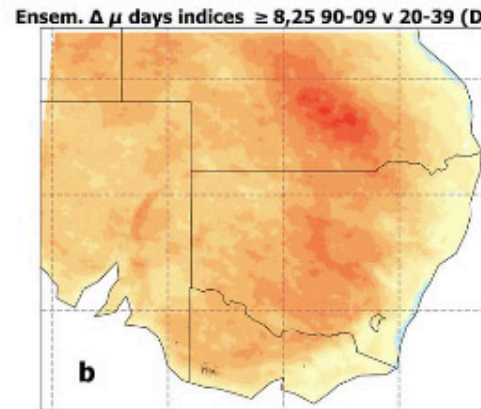 Ensem. Δ μ days indices ≥ 8,25 90-09 v 20-39 (D
b